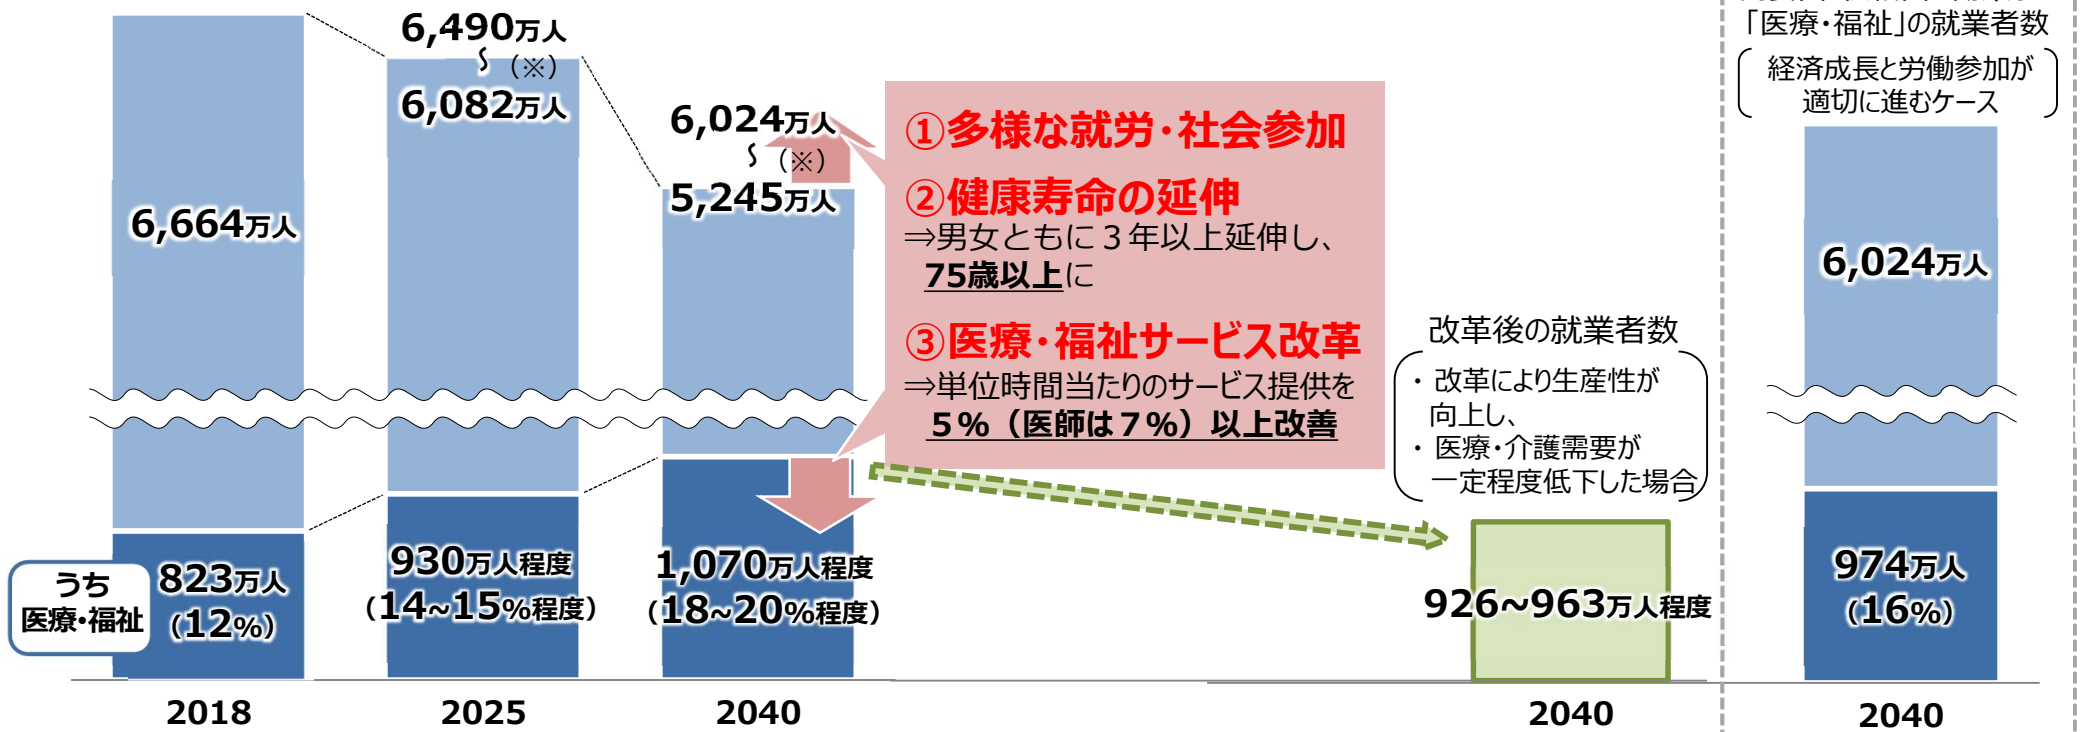 6,664万人
うち
医療・福祉
823万人
(12%)
2018
6,490万人
~ (※)
6,082万人
930万人程度
(14~15%程度)
2025
6,024万人
~ (※)
5,245万人
1,070万人程度
(18~20%程度)
2040
①多様な就労・社会参加
②健康寿命の延伸
⇒男女ともに3年以上延伸し、
75歳以上に
③医療・福祉サービス改革
⇒単位時間当たりのサービス提供を
5%(医師は7%)以上改善
改革後の就業者数
・ 改革により生産性が
向上し、
・ 医療・介護需要が
一定程度低下した場合
926~963万人程度
2040
「医療・福祉」の就業者数
経済成長と労働参加が
適切に進むケース
6,024万人
974万人
(16%)
2040